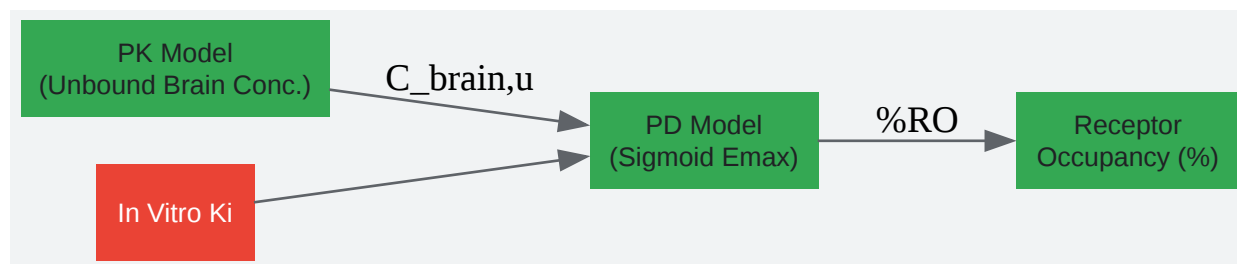 PK Model
(Unbound Brain Conc.)
C_brain,u
In Vitro Ki
PD Model
(Sigmoid Emax)
%RO
Receptor
Occupancy (%)